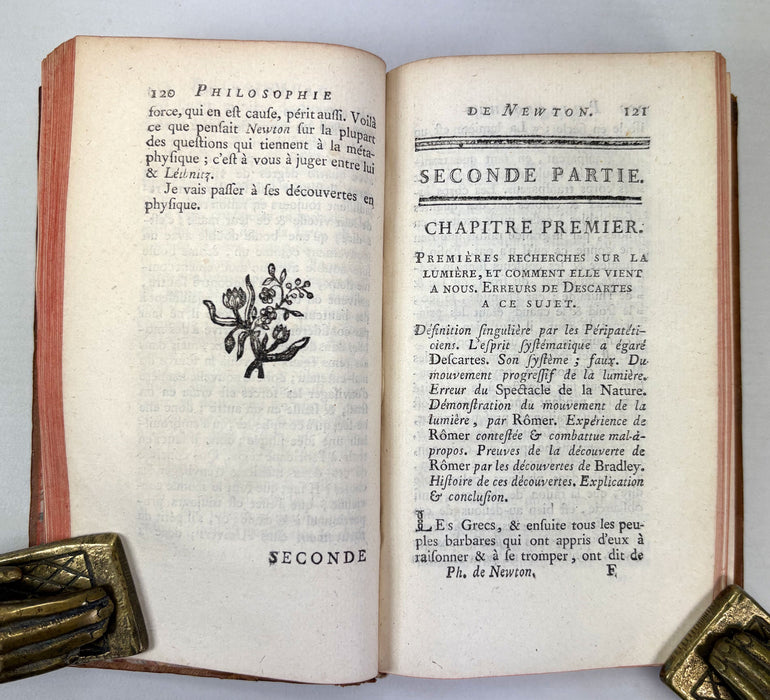 120 PHILOSOPHIE
force, qui en est cause, périt aussi. Voilà
ce que pensait Newton sur la plupart
des questions qui tiennent à la méta-
physique ; c'est à vous à juger entre lui
& Léibnitz.
Je vais passer à ses découvertes en
physique.
SECONDE
DE NEWTON. 121
SECONDE PARTIE.
CHAPITRE PREMIER.
PREMIÈRES RECHERCHES SUR LA
LUMIÈRE, ET COMMENT ELLE VIENT
A NOUS. ERREURS DE DESCARTES
A CE SUJET.
Définition singulière par les Péripatéti-
ciens. L'esprit systématique a égaré
Descartes. Son système ; faux. Du
mouvement progressif de la lumière.
Erreur du Spectacle de la Nature.
Démonstration du mouvement de la
lumière, par Rômer. Expérience de
Rômer contestée & combattue mal-à-
propos. Preuves de la découverte de
Rômer par les découvertes de Bradley.
Histoire de ces découvertes. Explication
& conclusion.
LES Grecs, & ensuite tous les peu-
ples barbares qui ont appris d'eux à
raisonner & à se tromper, ont dit de
Ph. de Newton. F